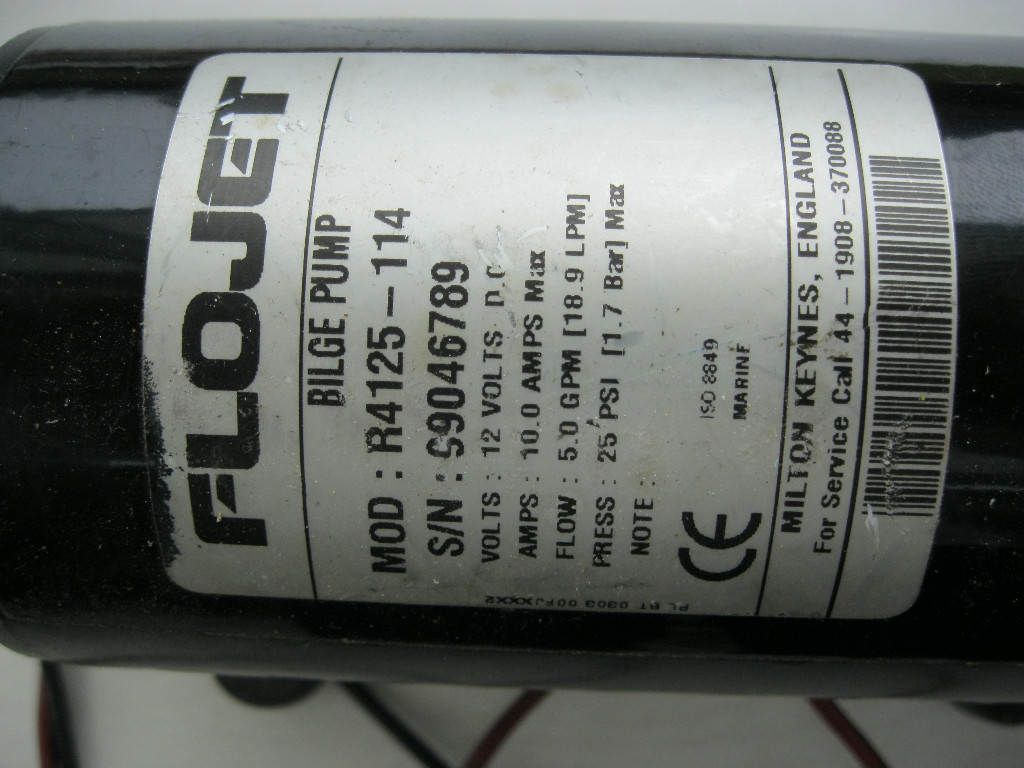 FLOJET
BILGE PUMP
MOD : R4125-114
S/N : 99046789
VOLTS : 12 VOLTS D.C
AMPS : 10.0 AMPS Max
FLOW : 5.0 GPM [18.9 LPM]
PRESS : 25 PSI [1.7 Bar] Max
NOTE :
ISO 8849
MARINE
CE
MILTON KEYNES, ENGLAND
For Service Call 44-1908-370088